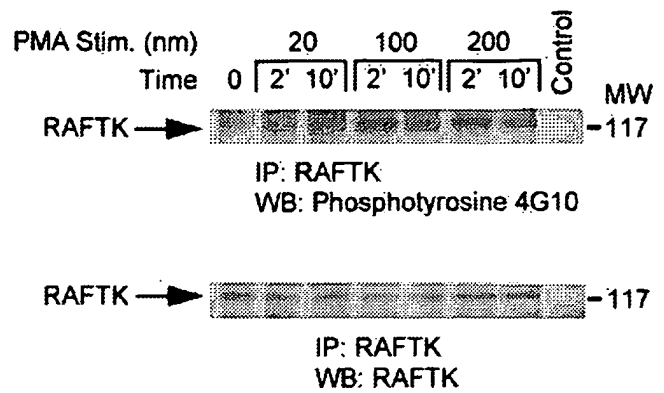 PMA Stim. (nm) 20 100 200 Control
Time 0 2' 10' 2' 10' 2' 10' MW
RAFTK 117
IP: RAFTK
WB: Phosphotyrosine 4G10
RAFTK 117
IP: RAFTK
WB: RAFTK